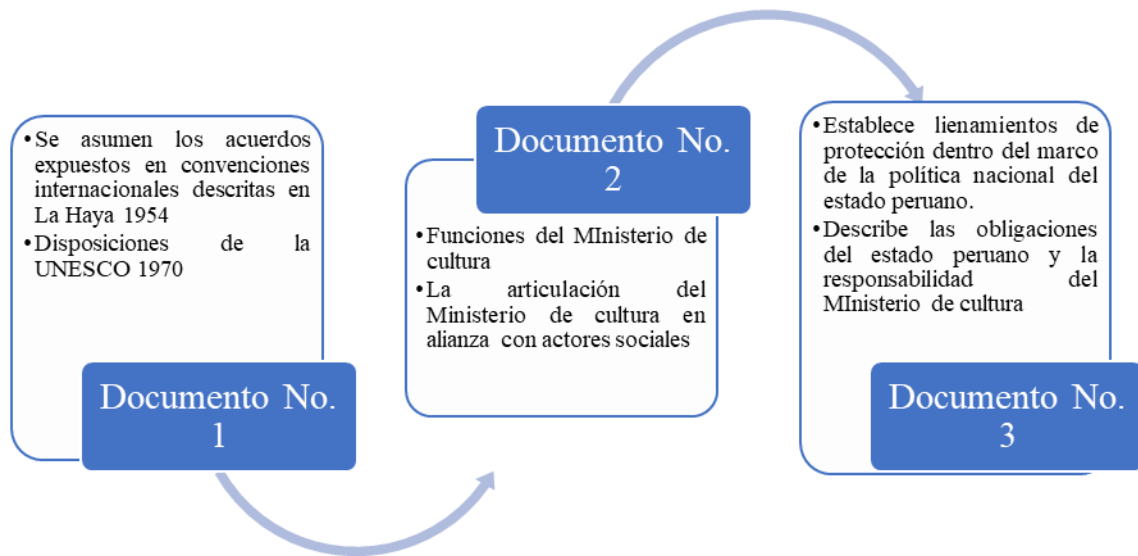 •Se asumen los acuerdos
expuestos en convenciones
internacionales descritas en
La Haya 1954
•Disposiciones de la
UNESCO 1970
Documento No.
1
Documento No.
2
•Funciones del MInisterio de
cultura
•La articulación del
Ministerio de cultura en
alianza con actores sociales
•Establece lienamientos de
protección dentro del marco
de la política nacional del
estado peruano.
•Describe las obligaciones
del estado peruano y la
responsabilidad del
MInisterio de cultura
Documento No.
3